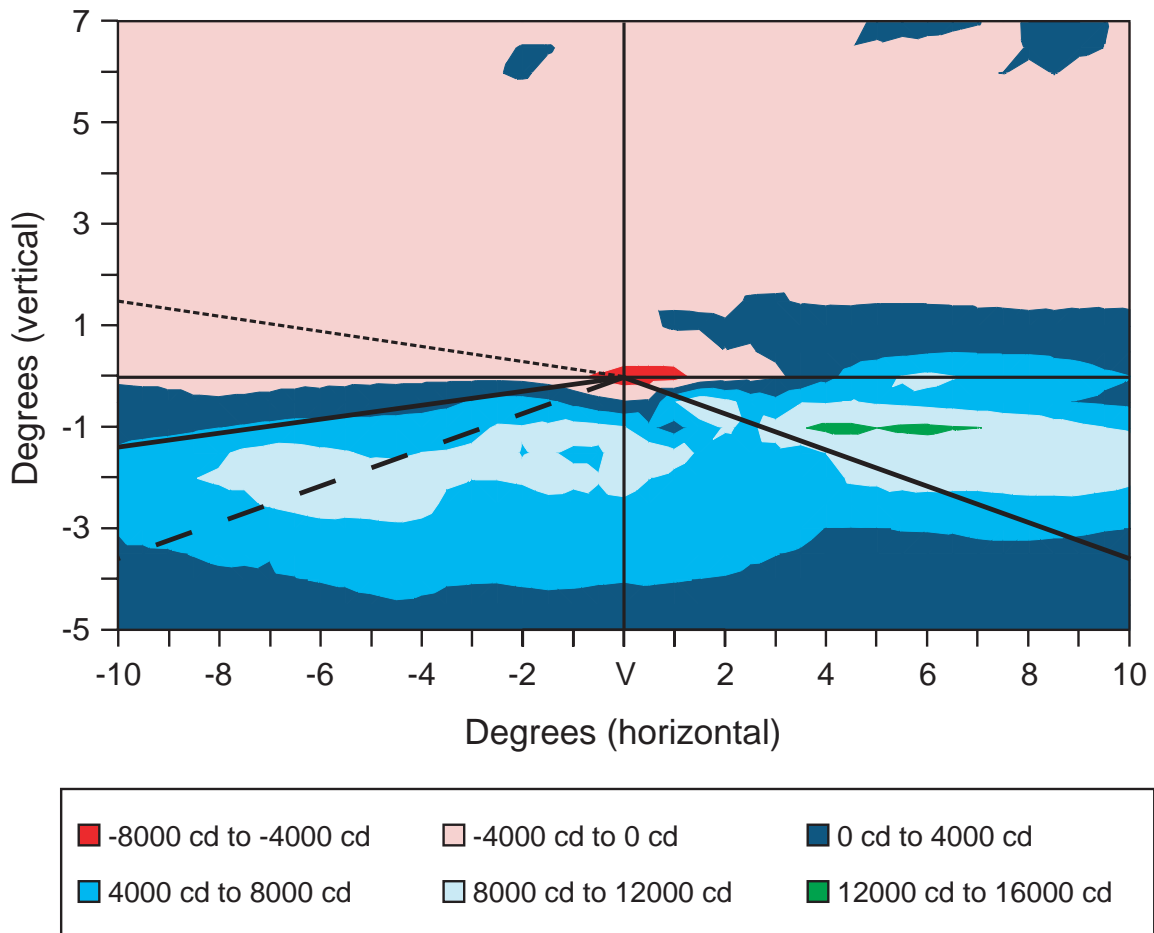 7
5
3
1
-1
-3
-5
Degrees (vertical)
-10 -8 -6 -4 -2 V 2 4 6 8 10
Degrees (horizontal)
-8000 cd to -4000 cd -4000 cd to 0 cd 0 cd to 4000 cd
4000 cd to 8000 cd 8000 cd to 12000 cd 12000 cd to 16000 cd